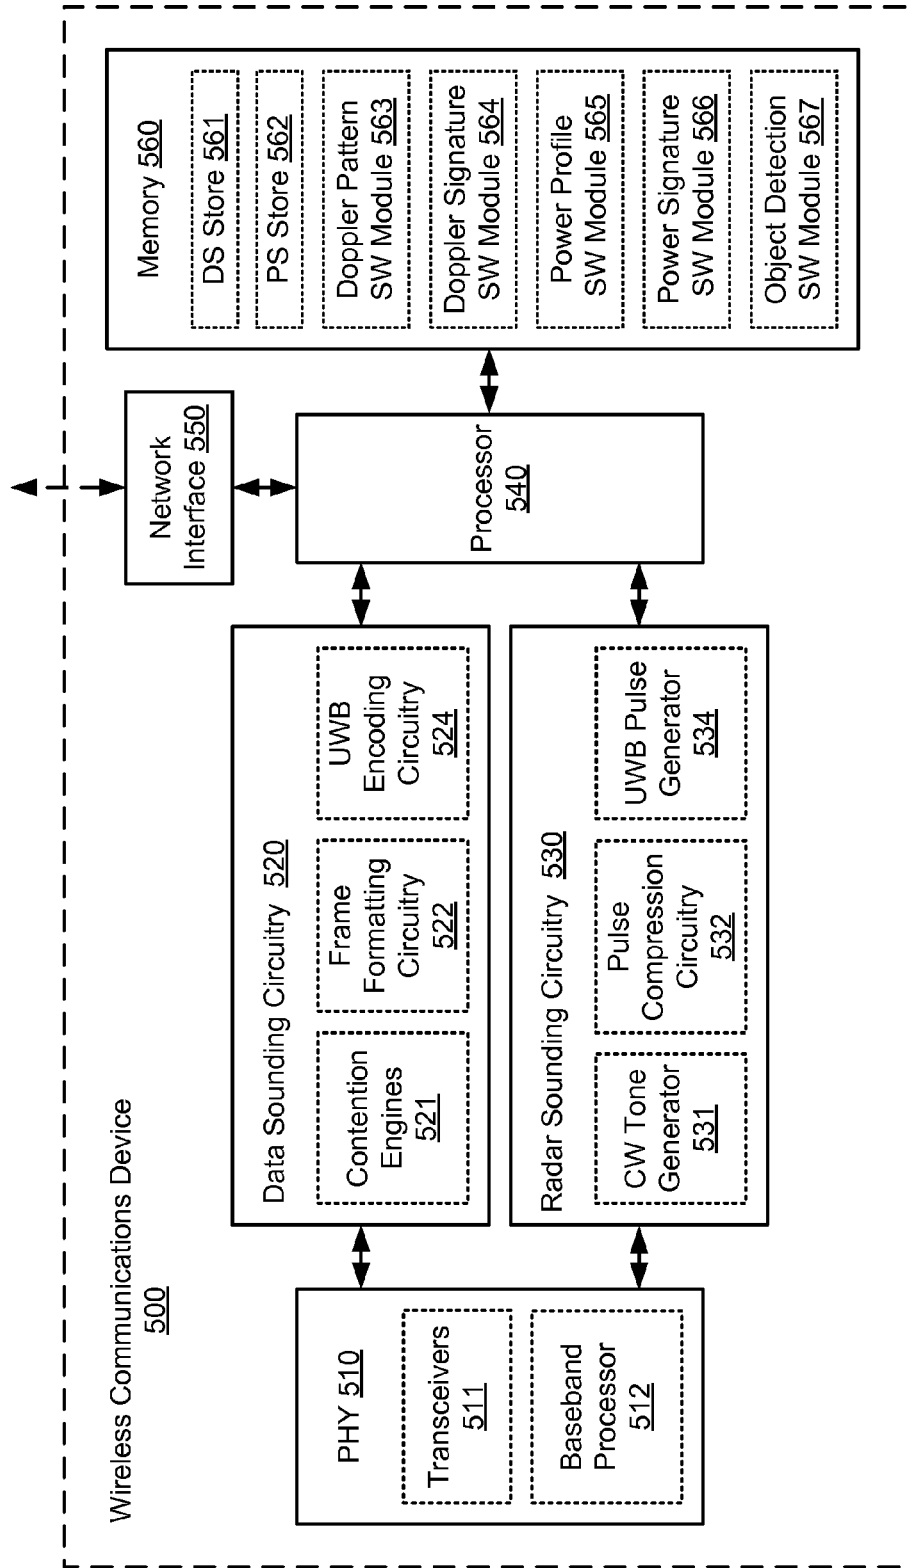 Wireless Communications Device
500
PHY 510
Transceivers
511
Baseband
Processor
512
Data Sounding Circuitry 520
Contention
Engines
521
Frame
Formatting
Circuitry
522
UWB
Encoding
Circuitry
524
Radar Sounding Circuitry 530
CW Tone
Generator
531
Pulse
Compression
Circuitry
532
UWB Pulse
Generator
534
Network
Interface 550
Processor
540
Memory 560
DS Store 561
PS Store 562
Doppler Pattern
SW Module 563
Doppler Signature
SW Module 564
Power Profile
SW Module 565
Power Signature
SW Module 566
Object Detection
SW Module 567